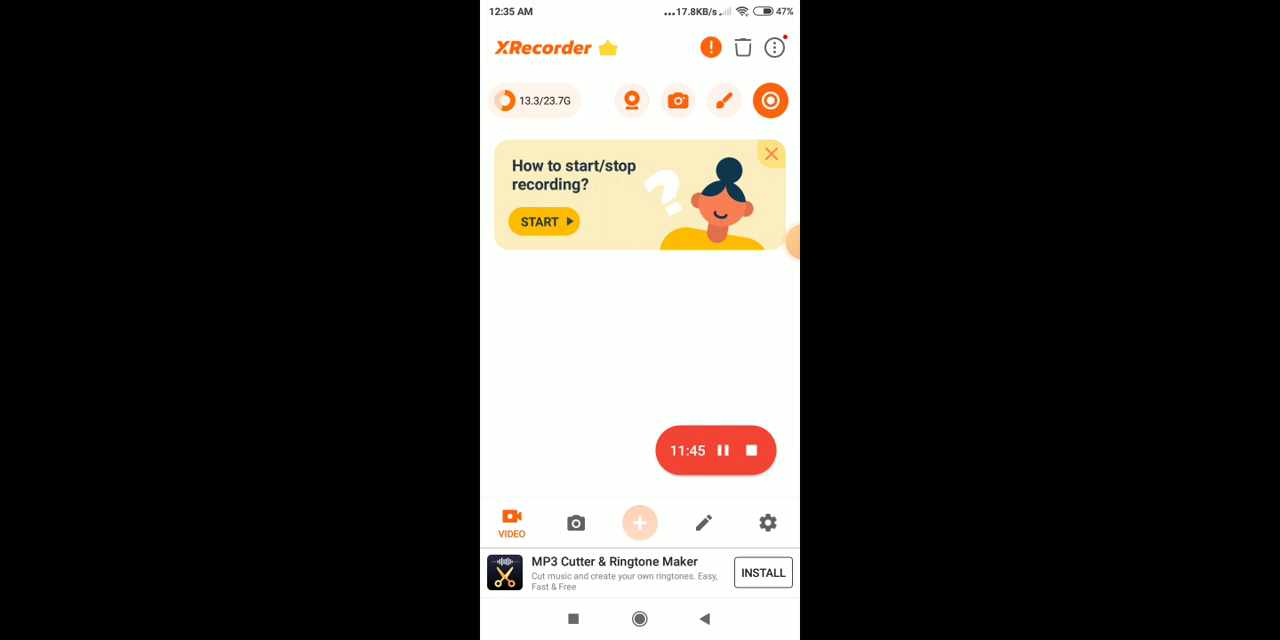 12:35 AM
...17.8KB/s
47%
XRecorder
13.3/23.7G
How to start/stop
recording?
START
11:45
VIDEO
MP3 Cutter & Ringtone Maker
Cut music and create your own ringtones. Easy,
Fast & Free
INSTALL